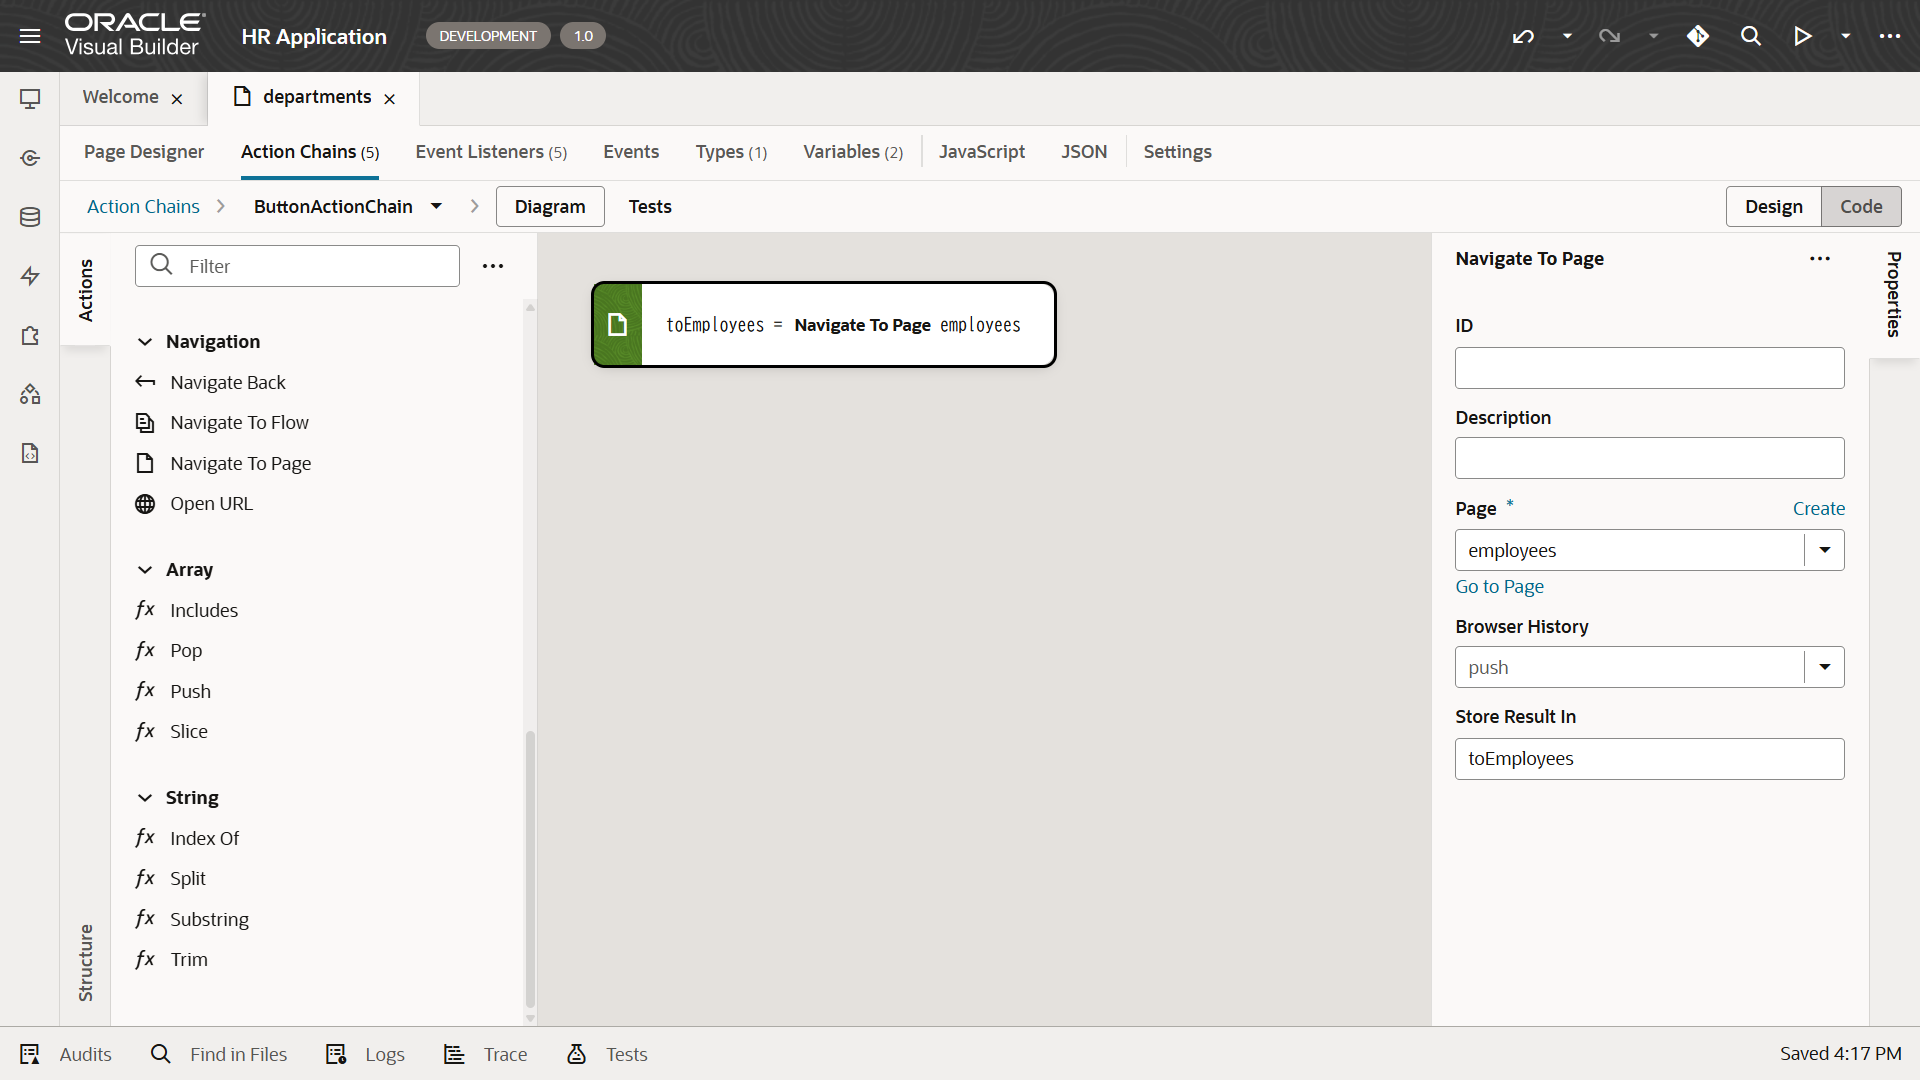 ORACLE
Visual Builder
HR Application
DEVELOPMENT
1.0
Welcome
departments
Page Designer
Action Chains (5)
Event Listeners (5)
Events
Types (1)
Variables (2)
JavaScript
JSON
Settings
Action Chains
ButtonActionChain
Diagram
Tests
Design
Code
Actions
Structure
Filter
Navigation
Navigate Back
Navigate To Flow
Navigate To Page
Open URL
Array
fx Includes
fx Pop
fx Push
fx Slice
String
fx Index Of
fx Split
fx Substring
fx Trim
toEmployees = Navigate To Page employees
Navigate To Page
Properties
ID
Description
Page *
Create
employees
Go to Page
Browser History
push
Store Result In
toEmployees
Audits
Find in Files
Logs
Trace
Tests
Saved 4:17 PM